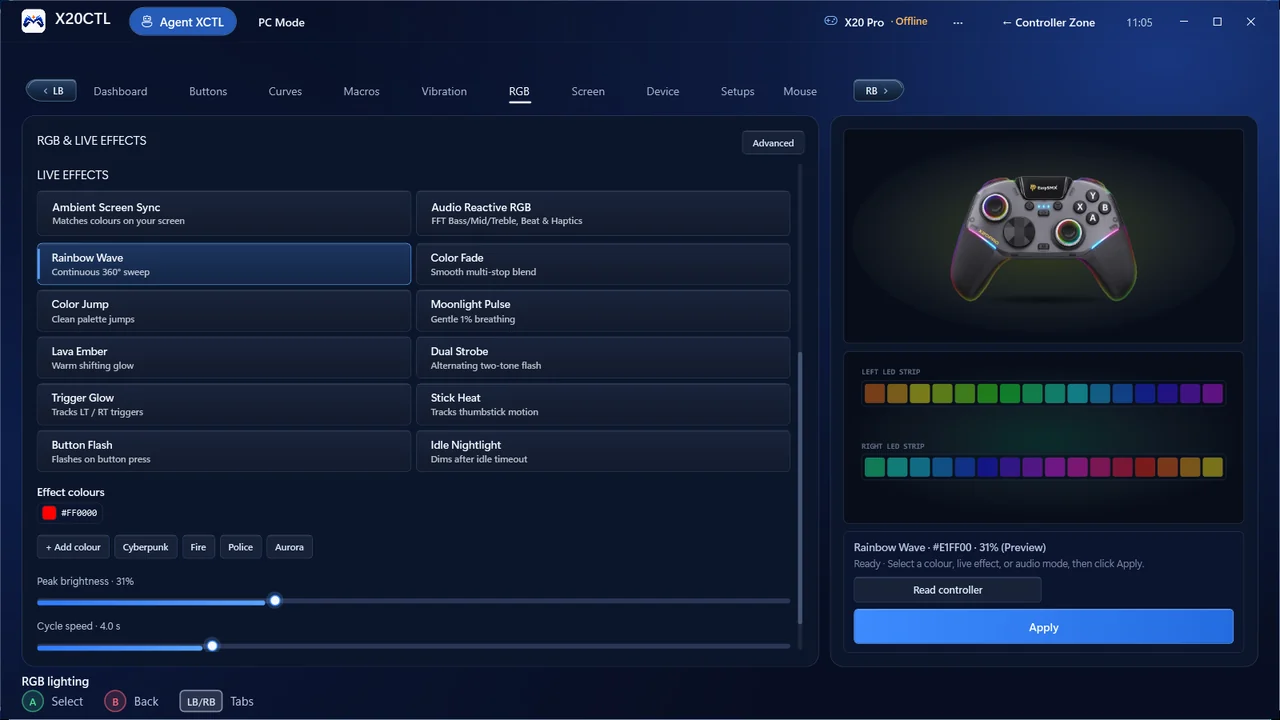 X20CTL
Agent XCTL
PC Mode
X20 Pro · Offline
...
← Controller Zone
11:05
‹ LB
Dashboard
Buttons
Curves
Macros
Vibration
RGB
Screen
Device
Setups
Mouse
RB ›
RGB & LIVE EFFECTS
Advanced
LIVE EFFECTS
Ambient Screen Sync
Matches colours on your screen
Audio Reactive RGB
FFT Bass/Mid/Treble, Beat & Haptics
Rainbow Wave
Continuous 360° sweep
Color Fade
Smooth multi-stop blend
Color Jump
Clean palette jumps
Moonlight Pulse
Gentle 1% breathing
Lava Ember
Warm shifting glow
Dual Strobe
Alternating two-tone flash
Trigger Glow
Tracks LT / RT triggers
Stick Heat
Tracks thumbstick motion
Button Flash
Flashes on button press
Idle Nightlight
Dims after idle timeout
Effect colours
#FF0000
+ Add colour
Cyberpunk
Fire
Police
Aurora
Peak brightness · 31%
Cycle speed · 4.0 s
EasySMX
Y
X
B
A
LEFT LED STRIP
RIGHT LED STRIP
Rainbow Wave · #E1FF00 · 31% (Preview)
Ready · Select a colour, live effect, or audio mode, then click Apply.
Read controller
Apply
RGB lighting
A Select
B Back
LB/RB Tabs